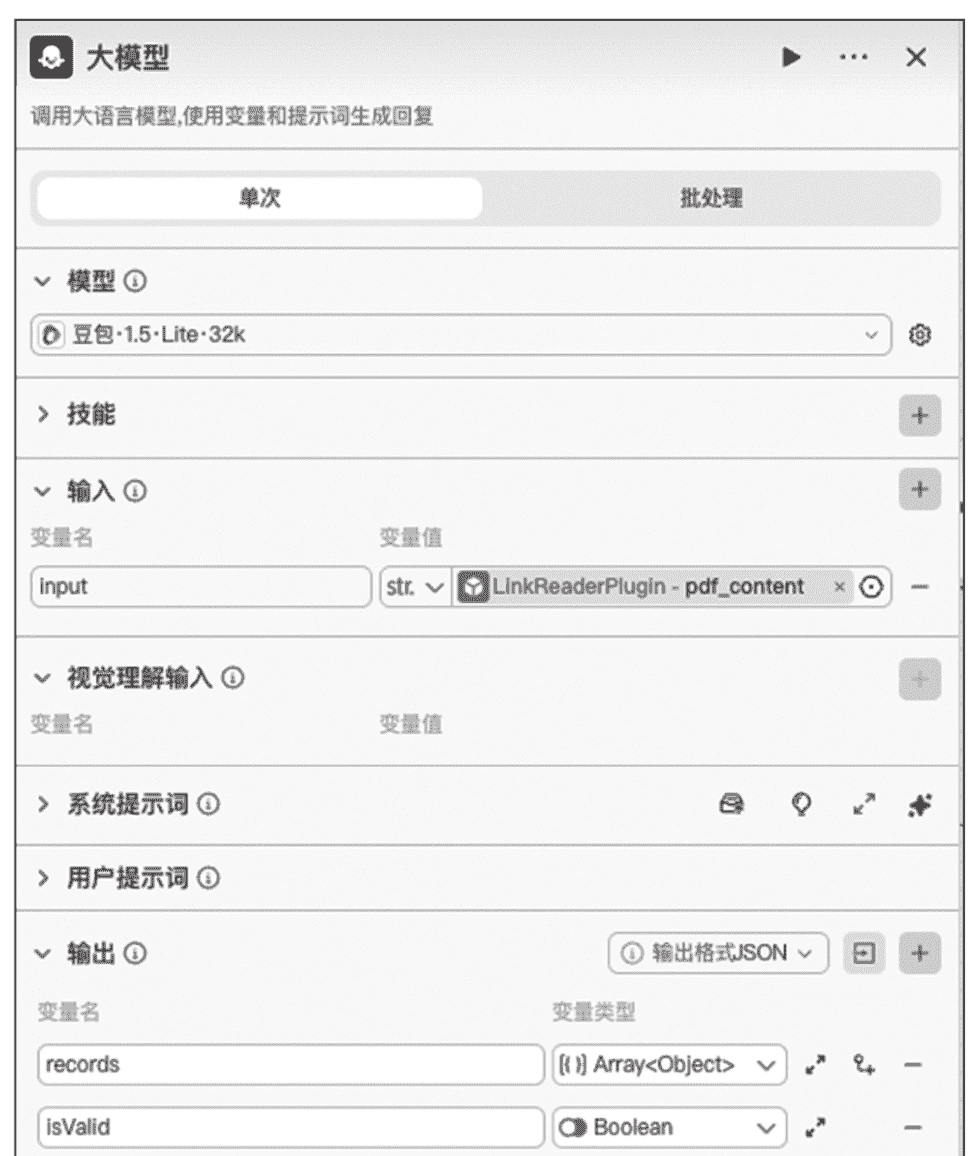 大模型
调用大语言模型,使用变量和提示词生成回复
单次 批处理
模型
豆包·1.5·Lite·32k
技能
输入
变量名 变量值
input str. LinkReaderPlugin - pdf_content
视觉理解输入
变量名 变量值
系统提示词
用户提示词
输出 输出格式JSON
变量名 变量类型
records [{}] Array<Object>
isValid Boolean